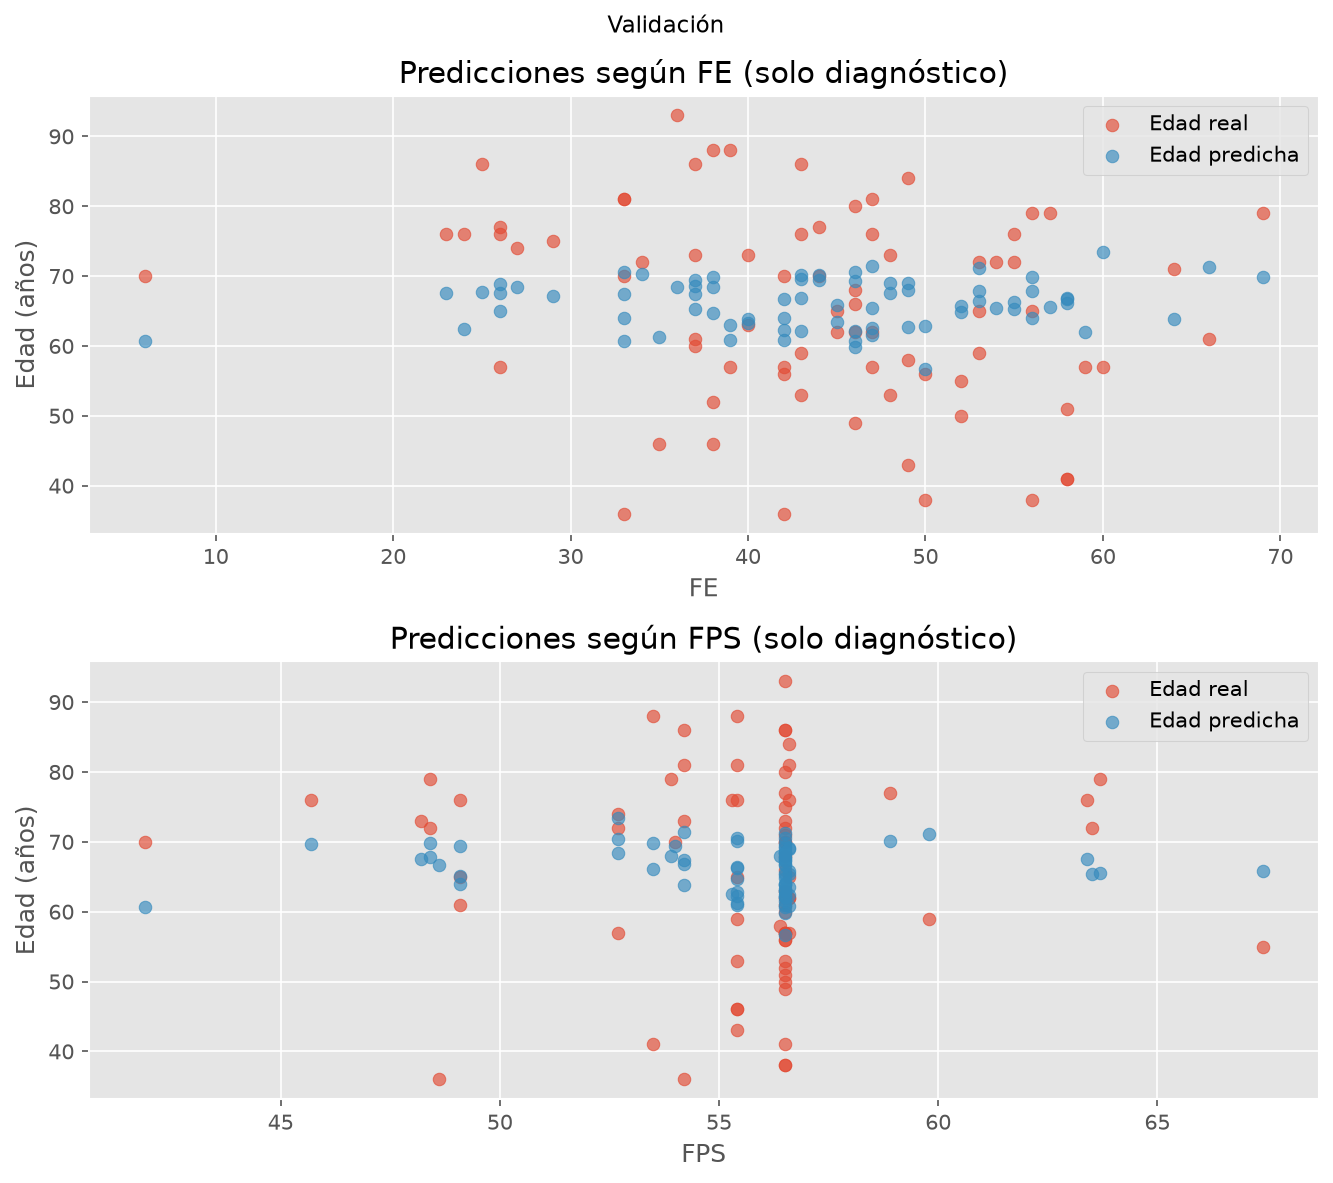 Validación
Predicciones según FE (solo diagnóstico)
Edad real
Edad predicha
90
80
70
60
50
40
Edad (años)
10 20 30 40 50 60 70
FE
Predicciones según FPS (solo diagnóstico)
Edad real
Edad predicha
90
80
70
60
50
40
Edad (años)
45 50 55 60 65
FPS